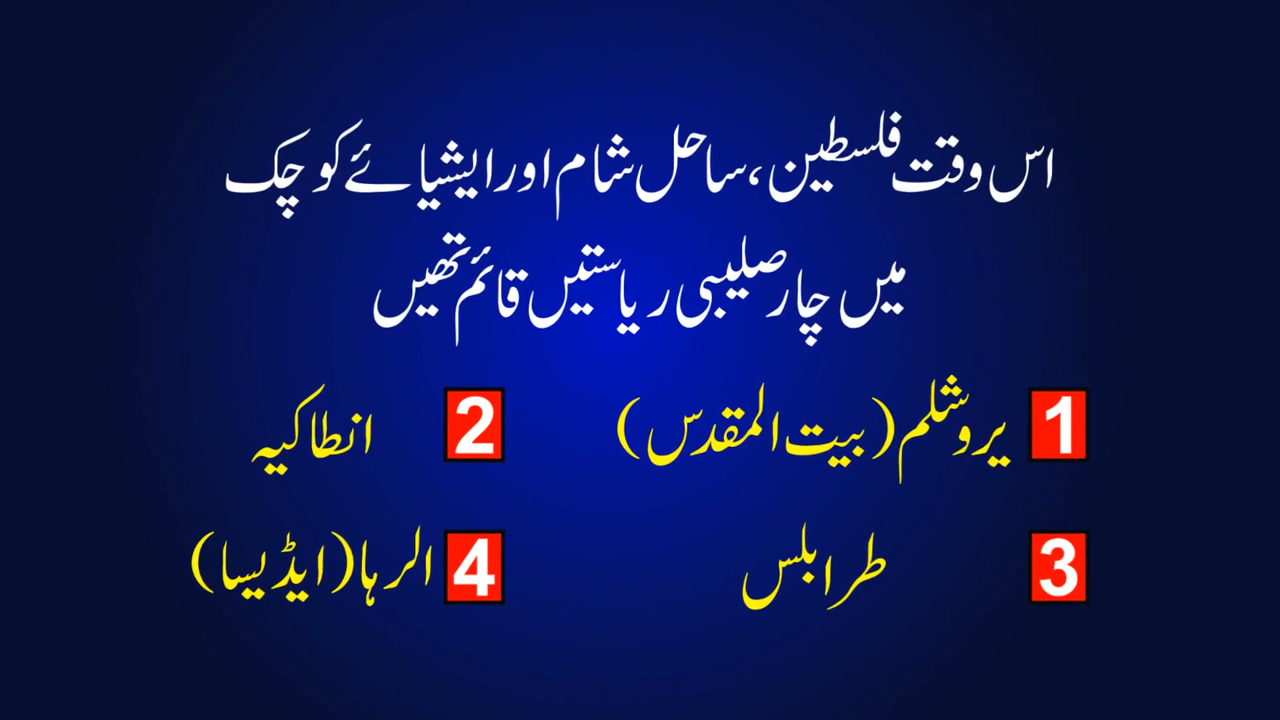 اس وقت فلسطین، ساحل شام اور ایشیائے کوچک
میں چار صلیبی ریاستیں قائم تھیں
1 یروشلم (بیت المقدس) 2 انطاکیہ
3 طرابلس 4 الرہا (ایڈیسا)